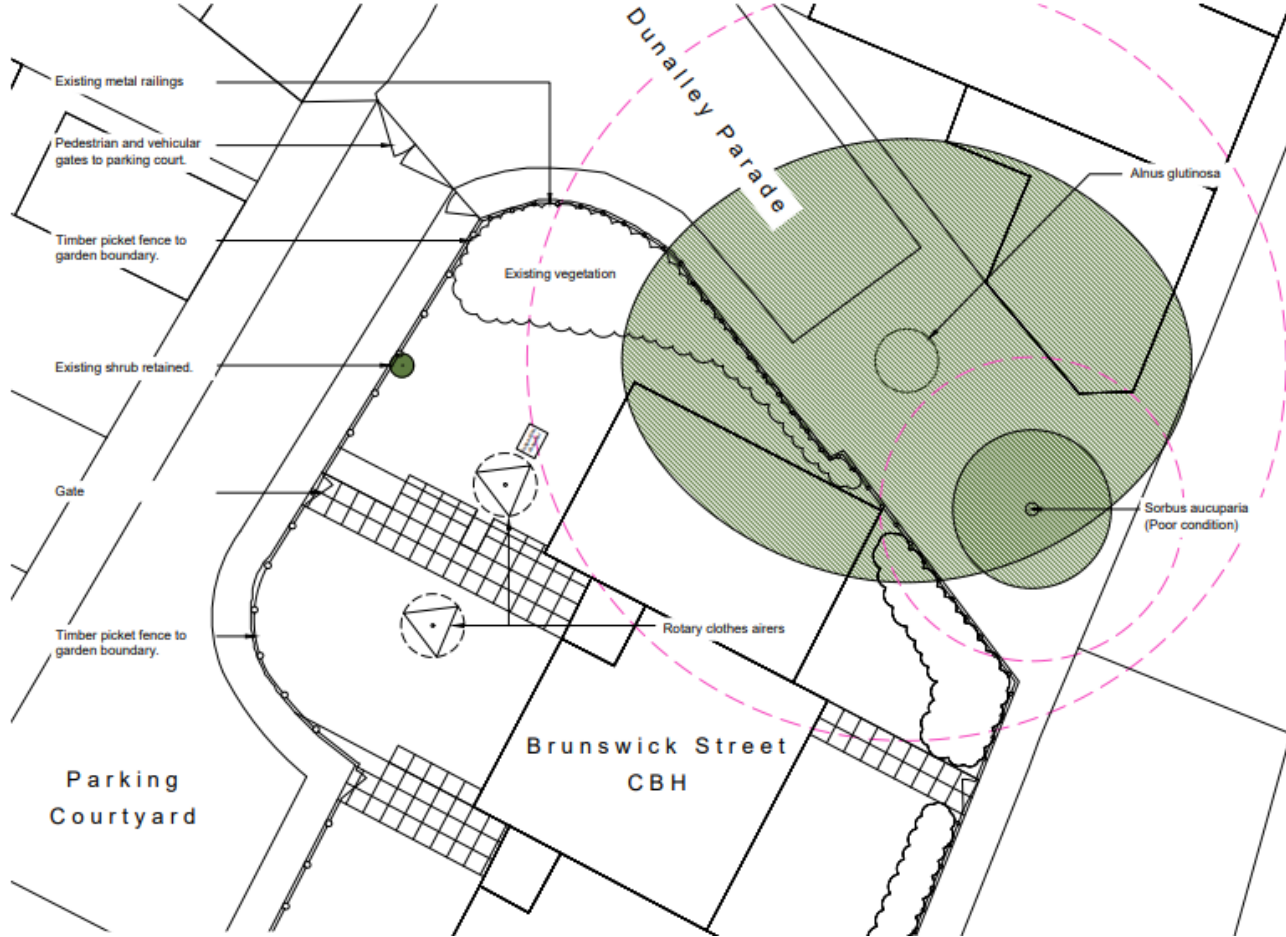 Dunalley Parade
Existing metal railings
Pedestrian and vehicular
gates to parking court.
Alnus glutinosa
Timber picket fence to
garden boundary.
Existing vegetation
Existing shrub retained.
Gate
Sorbus aucuparia
(Poor condition)
Timber picket fence to
garden boundary.
Rotary clothes airers
Brunswick Street
CBH
Parking
Courtyard